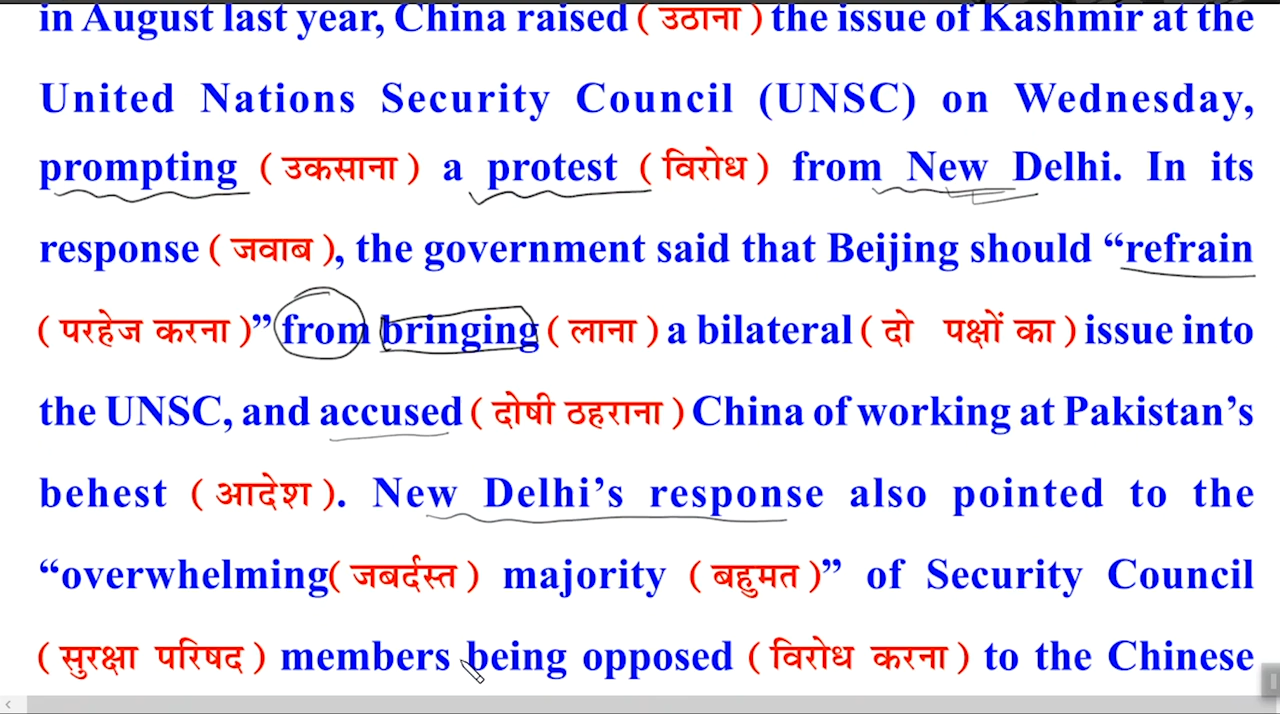 in August last year, China raised ( उठाना ) the issue of Kashmir at the
United Nations Security Council (UNSC) on Wednesday,
prompting ( उकसाना ) a protest ( विरोध ) from New Delhi. In its
response ( जवाब ), the government said that Beijing should “refrain
( परहेज करना )” from bringing ( लाना ) a bilateral ( दो पक्षों का ) issue into
the UNSC, and accused ( दोषी ठहराना ) China of working at Pakistan’s
behest ( आदेश ). New Delhi’s response also pointed to the
“overwhelming( जबर्दस्त ) majority ( बहुमत )” of Security Council
( सुरक्षा परिषद ) members being opposed ( विरोध करना ) to the Chinese